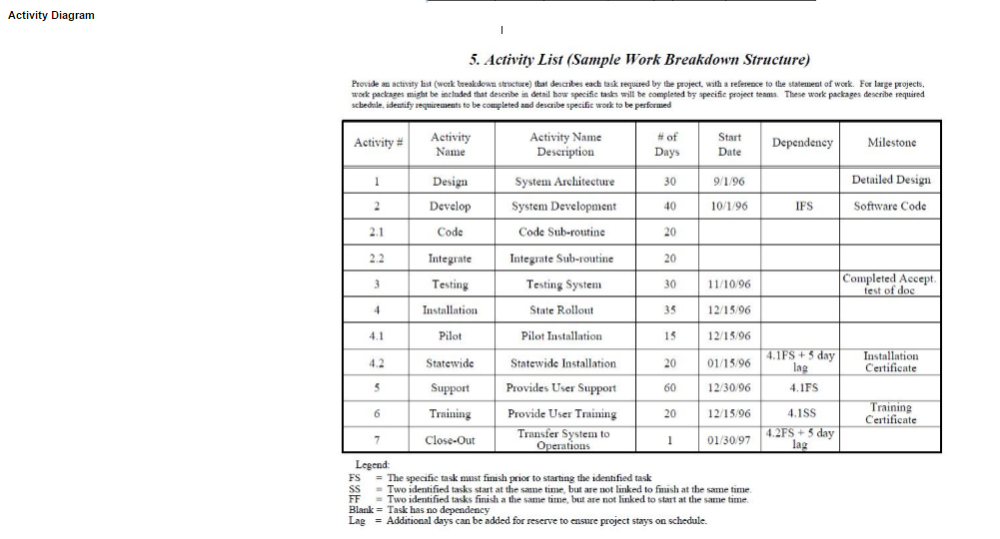 Activity Diagram
5. Activity List (Sample Work Breakdown Structure)
Provide an activity list (work breakdown structure) that describes each task required by the project, with a reference to the statement of work. For large projects,
work packages might be included that describe in detail how specific tasks will be completed by specific project teams. These work packages describe required
schedule, identify requirements to be completed and describe specific work to be performed
Activity # Activity Name Activity Name Description # of Days Start Date Dependency Milestone
1 Design System Architecture 30 9/1/96 Detailed Design
2 Develop System Development 40 10/1/96 1FS Software Code
2.1 Code Code Sub-routine 20
2.2 Integrate Integrate Sub-routine 20
3 Testing Testing System 30 11/10/96 Completed Accept. test of doc
4 Installation State Rollout 35 12/15/96
4.1 Pilot Pilot Installation 15 12/15/96
4.2 Statewide Statewide Installation 20 01/15/96 4.1FS + 5 day lag Installation Certificate
5 Support Provides User Support 60 12/30/96 4.1FS
6 Training Provide User Training 20 12/15/96 4.1SS Training Certificate
7 Close-Out Transfer System to Operations 1 01/30/97 4.2FS + 5 day lag
Legend:
FS = The specific task must finish prior to starting the identified task
SS = Two identified tasks start at the same time, but are not linked to finish at the same time.
FF = Two identified tasks finish a the same time, but are not linked to start at the same time.
Blank = Task has no dependency
Lag = Additional days can be added for reserve to ensure project stays on schedule.